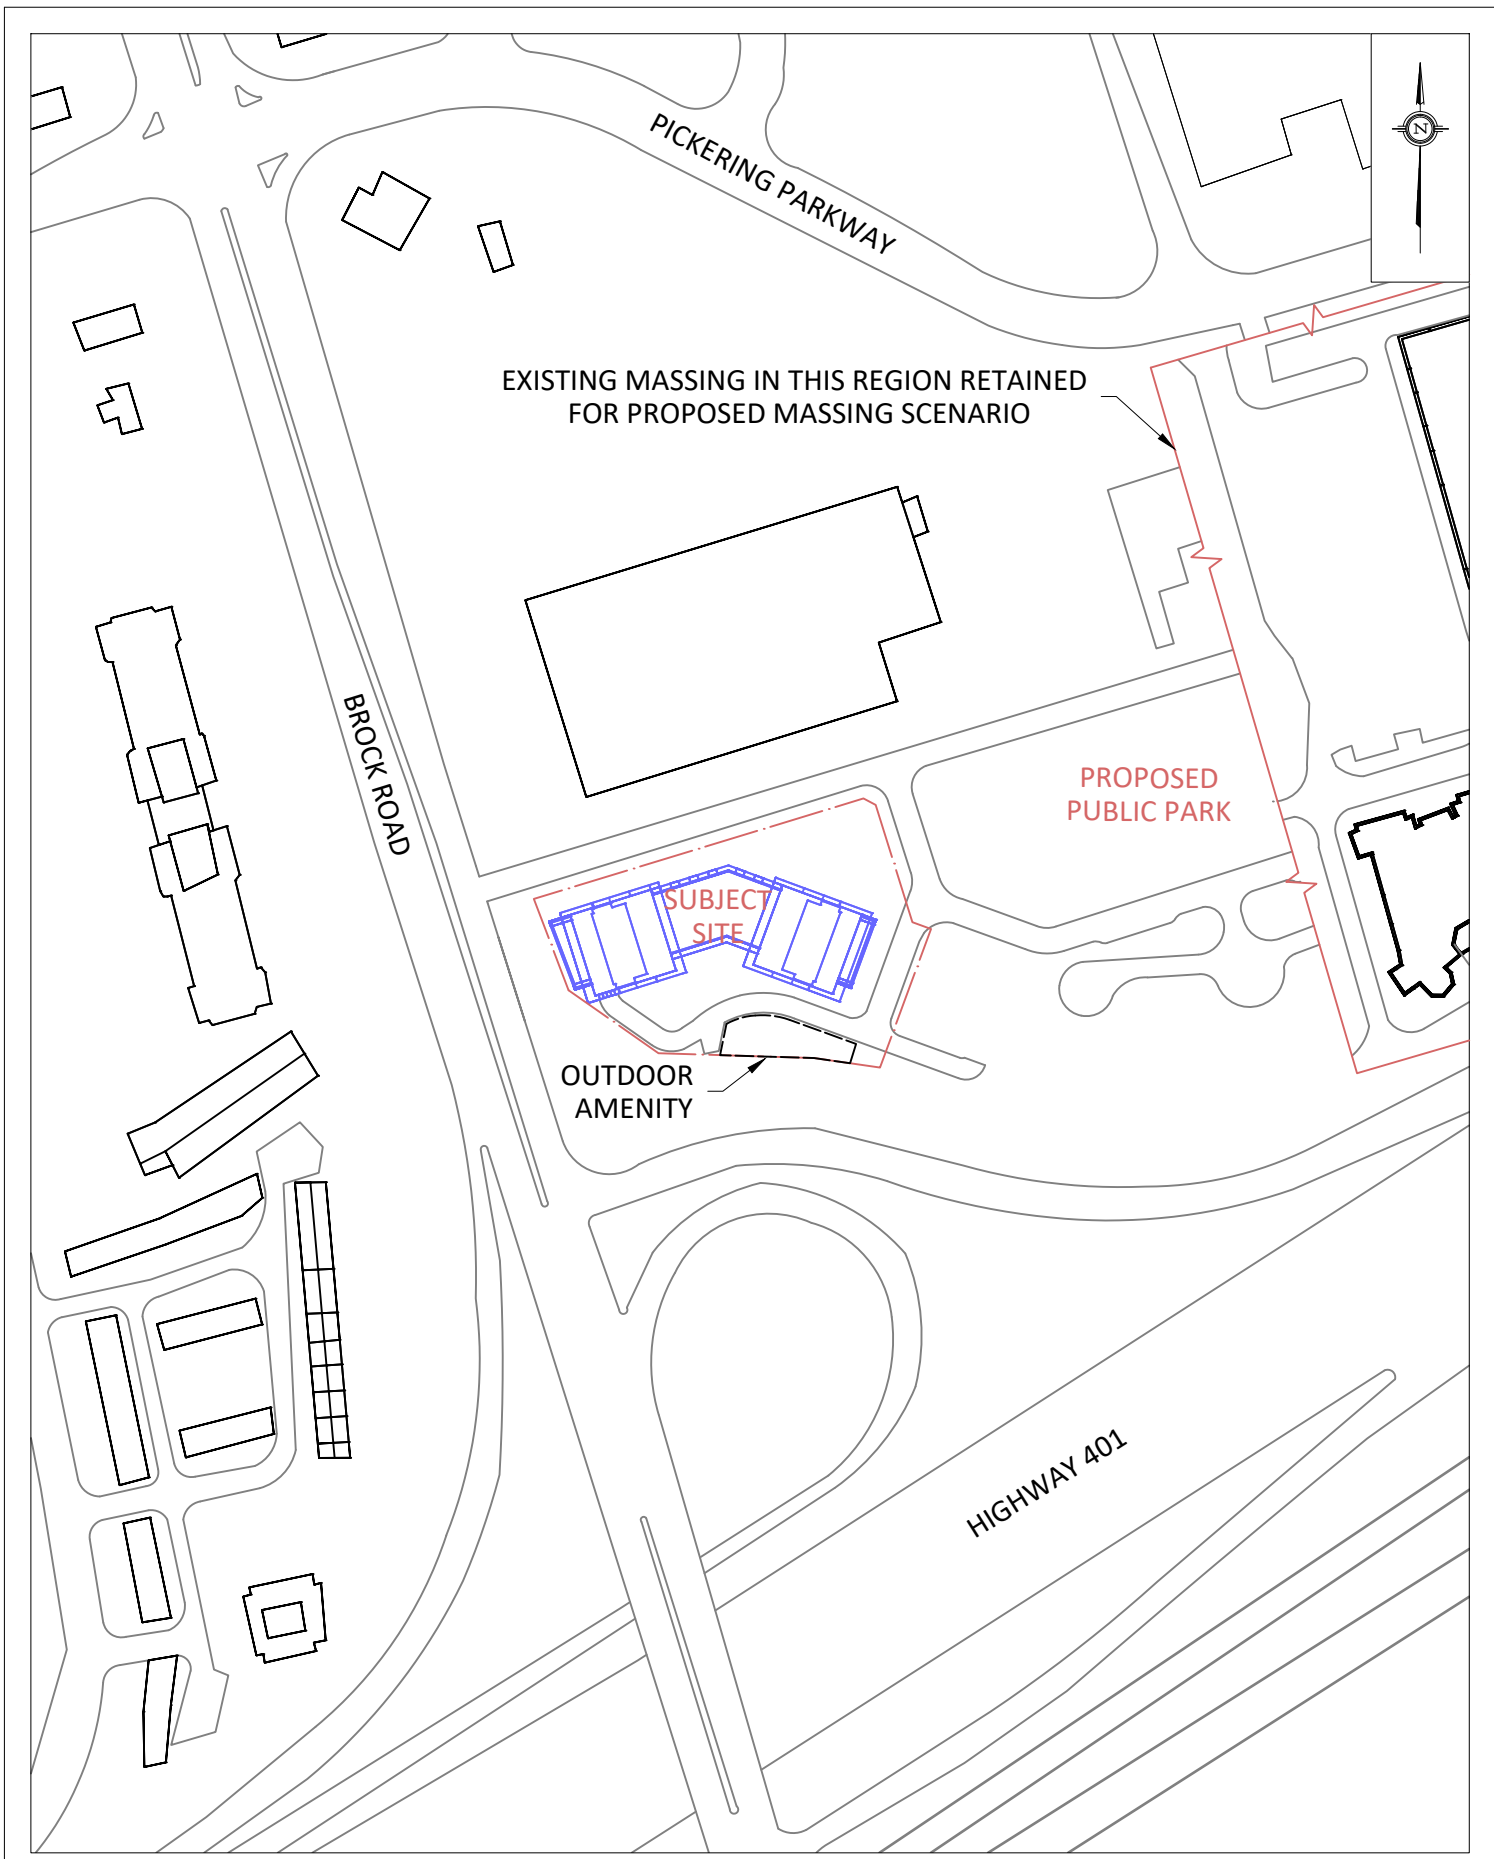 N
PICKERING PARKWAY
EXISTING MASSING IN THIS REGION RETAINED
FOR PROPOSED MASSING SCENARIO
BROCK ROAD
PROPOSED
PUBLIC PARK
SUBJECT
SITE
OUTDOOR
AMENITY
HIGHWAY 401